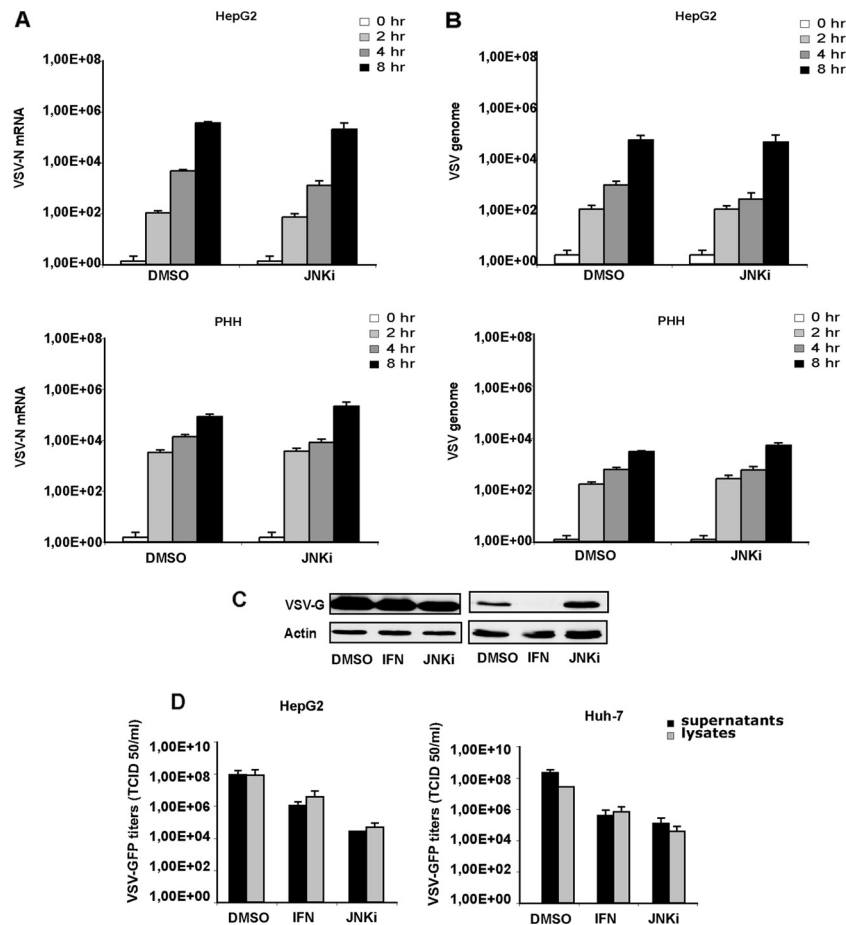 A
HepG2
0 hr
2 hr
4 hr
8 hr
1,00E+08
1,00E+06
1,00E+04
1,00E+02
1,00E+00
VSV-N mRNA
DMSO JNKi
B
HepG2
0 hr
2 hr
4 hr
8 hr
1,00E+08
1,00E+06
1,00E+04
1,00E+02
1,00E+00
VSV genome
DMSO JNKi
PHH
0 hr
2 hr
4 hr
8 hr
1,00E+08
1,00E+06
1,00E+04
1,00E+02
1,00E+00
VSV-N mRNA
DMSO JNKi
PHH
0 hr
2 hr
4 hr
8 hr
1,00E+08
1,00E+06
1,00E+04
1,00E+02
1,00E+00
VSV genome
DMSO JNKi
C
VSV-G
Actin
DMSO IFN JNKi DMSO IFN JNKi
D
HepG2
1,00E+10
1,00E+08
1,00E+06
1,00E+04
1,00E+02
1,00E+00
VSV-GFP titers (TCID 50/ml)
DMSO IFN JNKi
Huh-7
supernatants
lysates
1,00E+10
1,00E+08
1,00E+06
1,00E+04
1,00E+02
1,00E+00
VSV-GFP titers (TCID 50/ml)
DMSO IFN JNKi